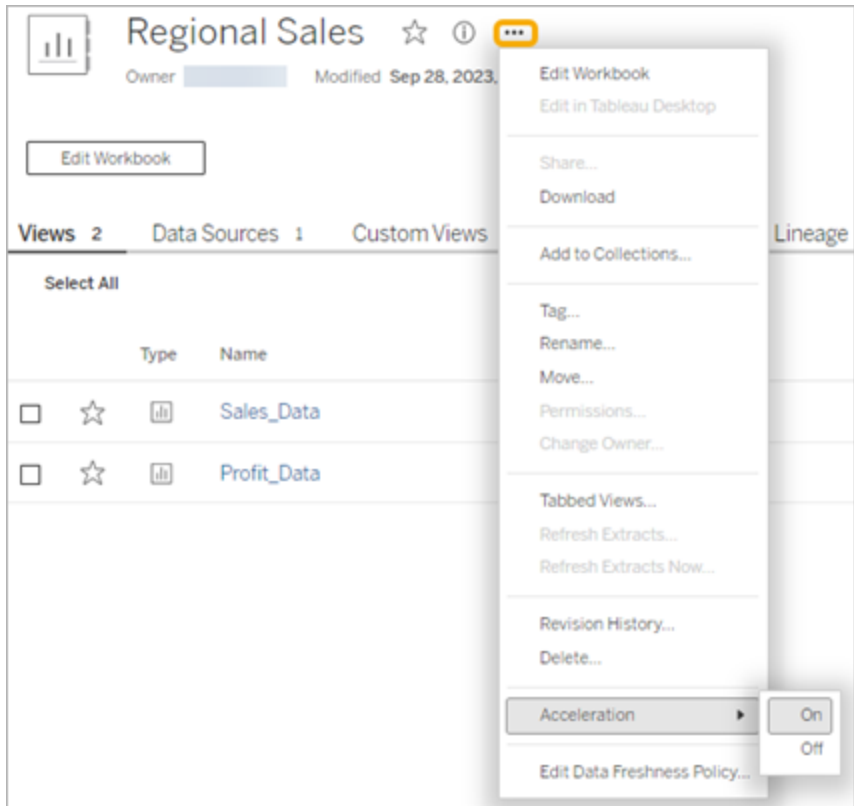 Regional Sales
Owner Modified Sep 28, 2023,
Edit Workbook
Views 2 Data Sources 1 Custom Views Lineage
Select All
Type Name
Sales_Data
Profit_Data
Edit Workbook
Edit in Tableau Desktop
Share...
Download
Add to Collections...
Tag...
Rename...
Move...
Permissions...
Change Owner...
Tabbed Views...
Refresh Extracts...
Refresh Extracts Now...
Revision History...
Delete...
Acceleration
On
Off
Edit Data Freshness Policy...